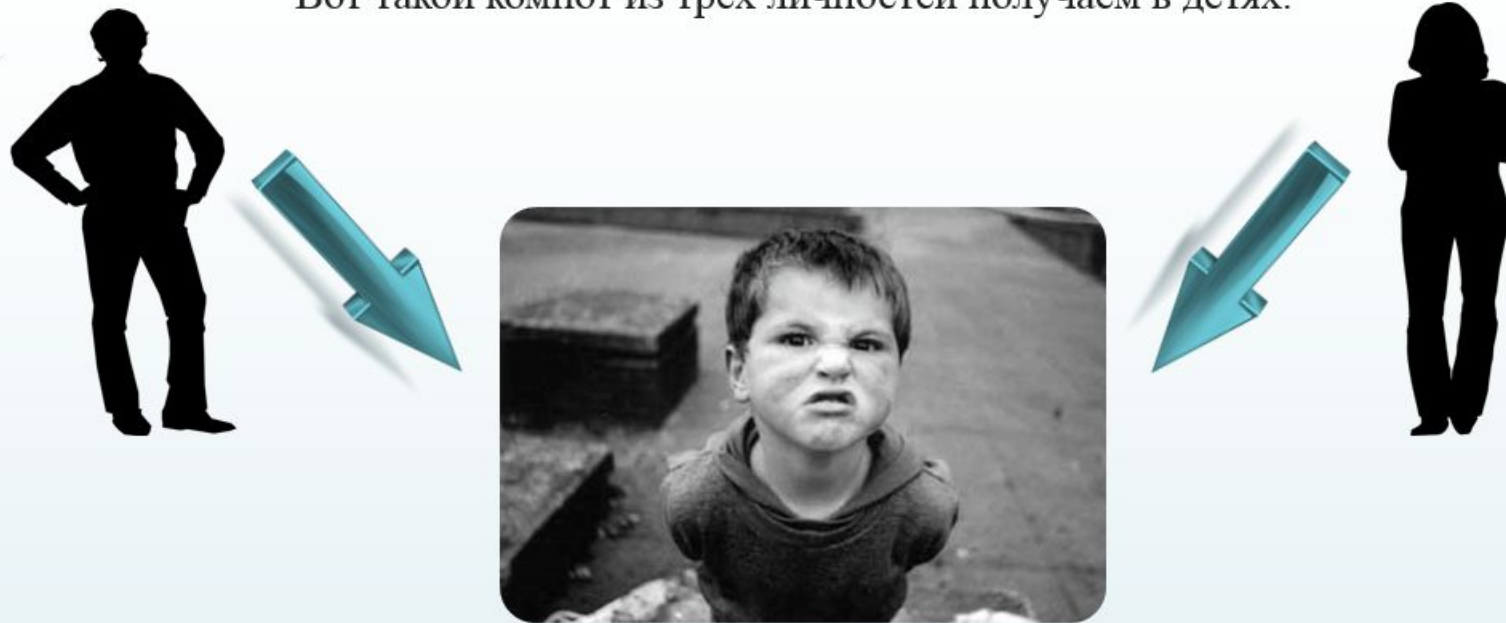 Вот такой компот из трех личностей получаем в детях.